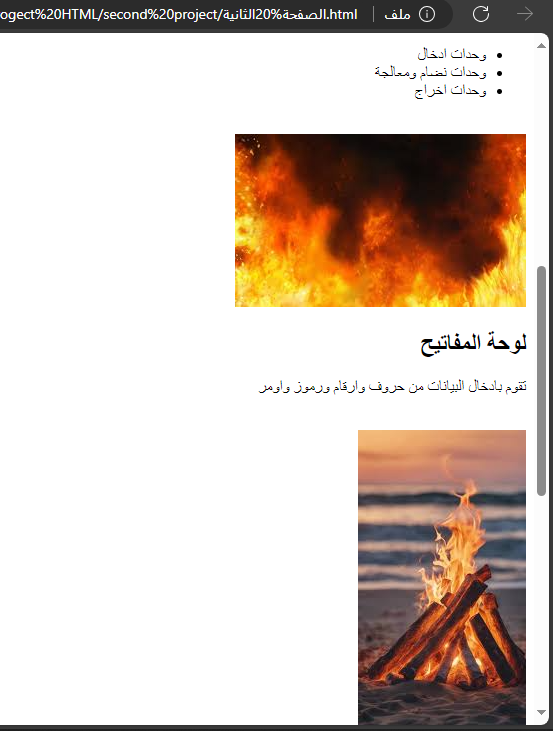 ملف
ogect%20HTML/second%20project/الصفحة%20الثانية.html
وحدات ادخال
وحدات نضام ومعالجة
وحدات اخراج
لوحة المفاتيح
تقوم بادخال البيانات من حروف وارقام ورموز واومر